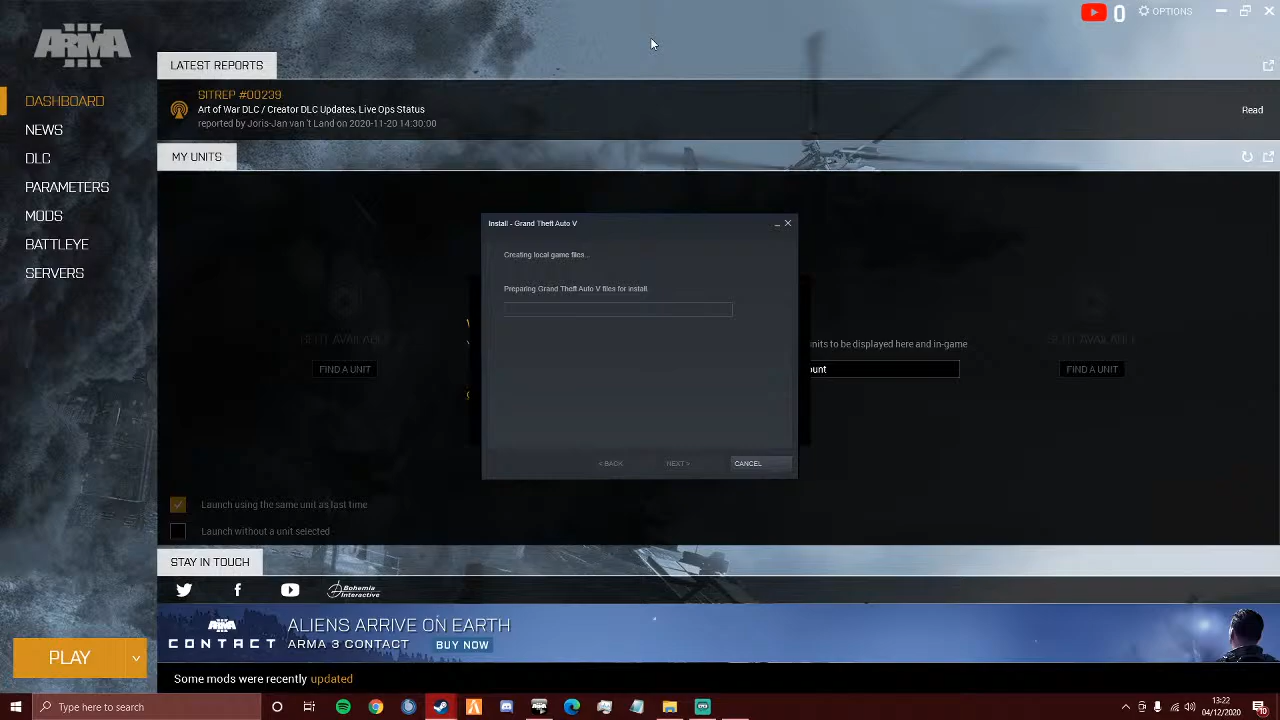 ARMA III
0
OPTIONS
LATEST REPORTS
DASHBOARD
SITREP #00239
Art of War DLC / Creator DLC Updates, Live Ops Status
reported by Joris-Jan van 't Land on 2020-11-20 14:30:00
Read
NEWS
DLC
MY UNITS
PARAMETERS
MODS
BATTLEYE
SERVERS
Install - Grand Theft Auto V
Creating local game files...
Preparing Grand Theft Auto V files for install.
< BACK
NEXT >
CANCEL
units to be displayed here and in-game
FIND A UNIT
FIND A UNIT
Launch using the same unit as last time
Launch without a unit selected
STAY IN TOUCH
Bohemia
Interactive
ARMA III
CONTACT
ALIENS ARRIVE ON EARTH
ARMA 3 CONTACT
BUY NOW
PLAY
Some mods were recently updated
Type here to search
13:22
04/12/2020